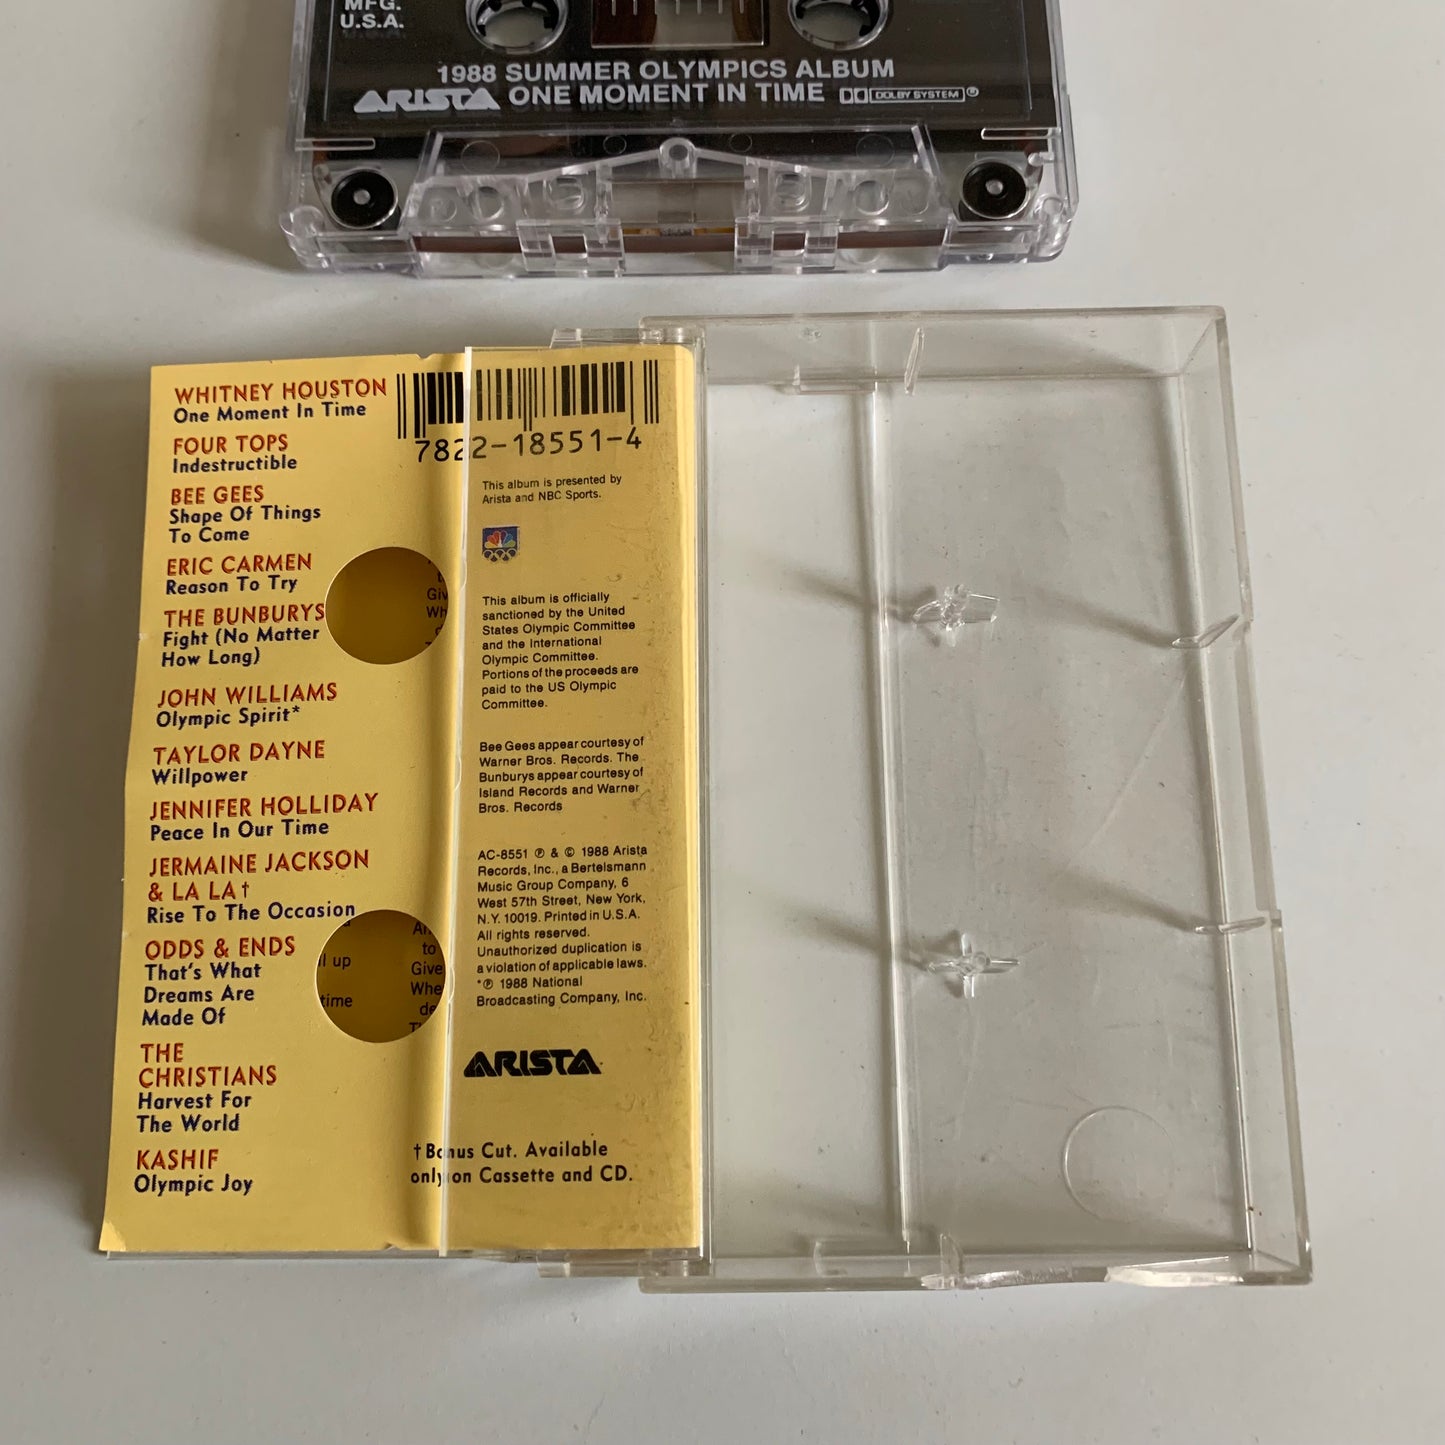 MFG.
U.S.A.
1988 SUMMER OLYMPICS ALBUM
ARISTA ONE MOMENT IN TIME DOLBY SYSTEM®
WHITNEY HOUSTON
One Moment In Time
FOUR TOPS
Indestructible
BEE GEES
Shape Of Things
To Come
ERIC CARMEN
Reason To Try
THE BUNBURYS
Fight (No Matter
How Long)
JOHN WILLIAMS
Olympic Spirit*
TAYLOR DAYNE
Willpower
JENNIFER HOLLIDAY
Peace In Our Time
JERMAINE JACKSON
& LA LA†
Rise To The Occasion
ODDS & ENDS
That's What
Dreams Are
Made Of
THE
CHRISTIANS
Harvest For
The World
KASHIF
Olympic Joy
Giv
Wh
up
time
to
Give
Whe
de
7822-18551-4
This album is presented by
Arista and NBC Sports.
This album is officially
sanctioned by the United
States Olympic Committee
and the International
Olympic Committee.
Portions of the proceeds are
paid to the US Olympic
Committee.
Bee Gees appear courtesy of
Warner Bros. Records. The
Bunburys appear courtesy of
Island Records and Warner
Bros. Records
AC-8551 ℗ & © 1988 Arista
Records, Inc., a Bertelsmann
Music Group Company, 6
West 57th Street, New York,
N.Y. 10019. Printed in U.S.A.
All rights reserved.
Unauthorized duplication is
a violation of applicable laws.
*℗ 1988 National
Broadcasting Company, Inc.
ARISTA
† Bonus Cut. Available
only on Cassette and CD.